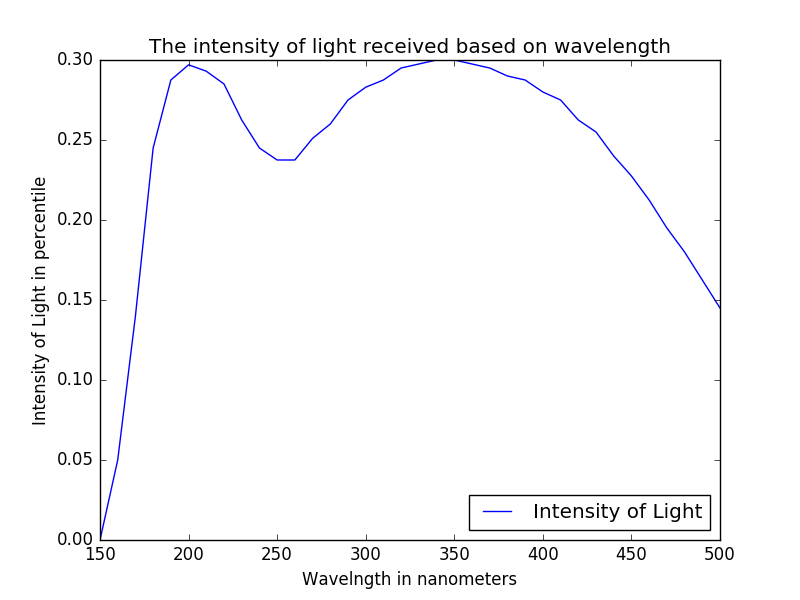 The intensity of light received based on wavelength
0.30
0.25
0.20
0.15
0.10
0.05
0.00
Intensity of Light in percentile
150 200 250 300 350 400 450 500
Wavelngth in nanometers
Intensity of Light